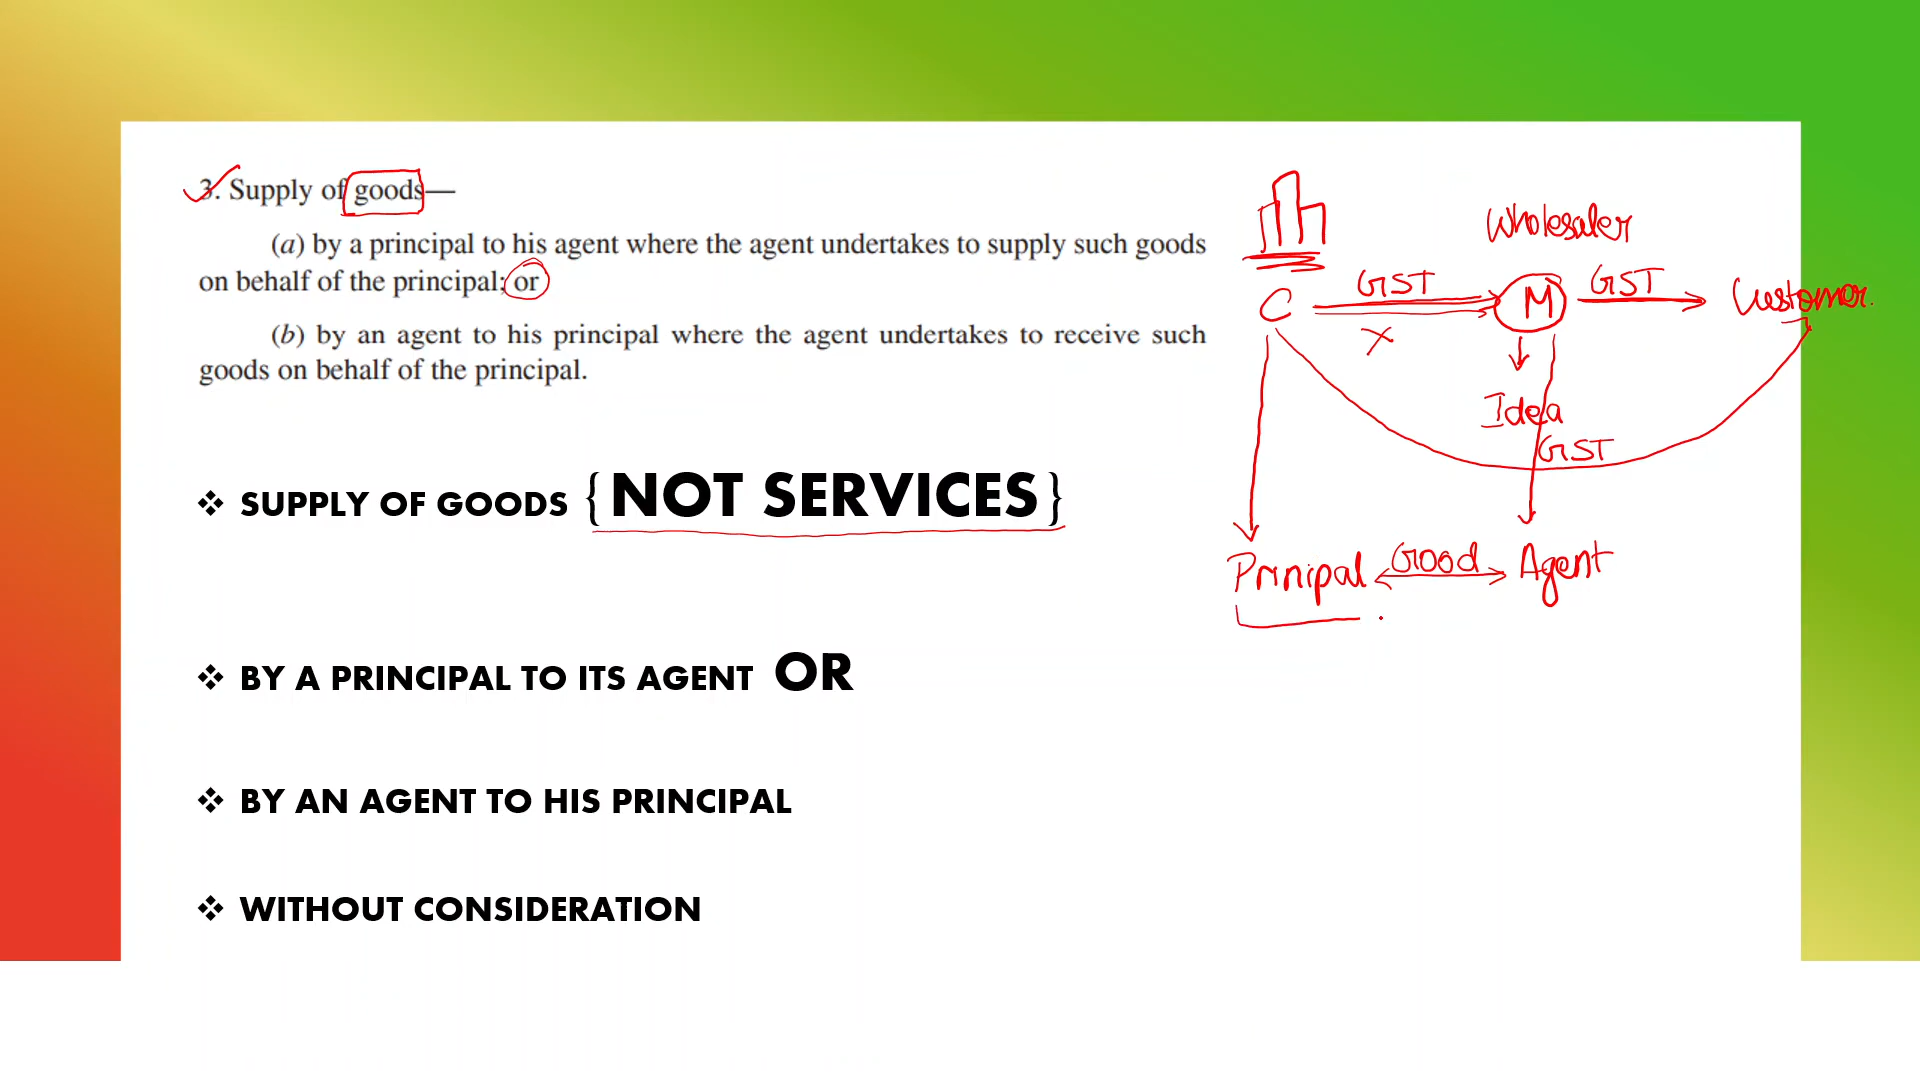 3. Supply of goods—
(a) by a principal to his agent where the agent undertakes to supply such goods
on behalf of the principal; or
(b) by an agent to his principal where the agent undertakes to receive such
goods on behalf of the principal.
❖ SUPPLY OF GOODS {NOT SERVICES}
❖ BY A PRINCIPAL TO ITS AGENT OR
❖ BY AN AGENT TO HIS PRINCIPAL
❖ WITHOUT CONSIDERATION
Wholesaler
GST GST
C M Customer.
X
Idea
GST
Prnipal Good Agent